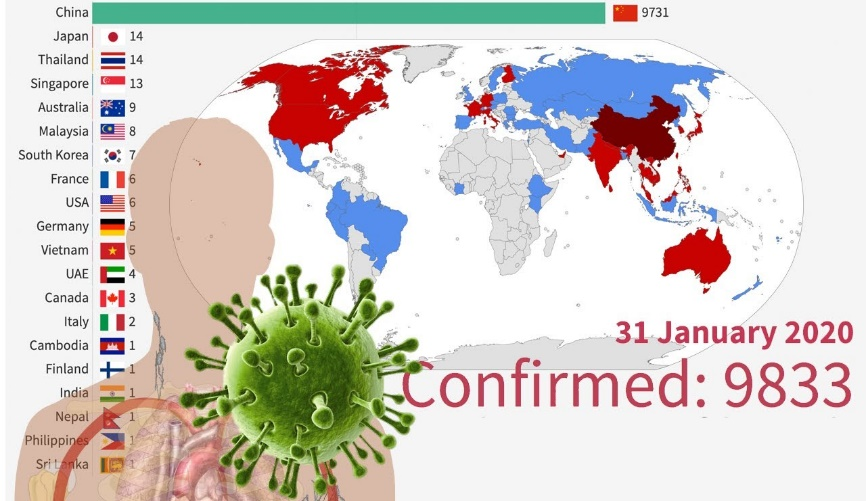 China 9731
Japan 14
Thailand 14
Singapore 13
Australia 9
Malaysia 8
South Korea 7
France 6
USA 6
Germany 5
Vietnam 5
UAE 4
Canada 3
Italy 2
Cambodia 1
Finland 1
India 1
Nepal 1
Philippines 1
Sri Lanka 1
31 January 2020
Confirmed: 9833